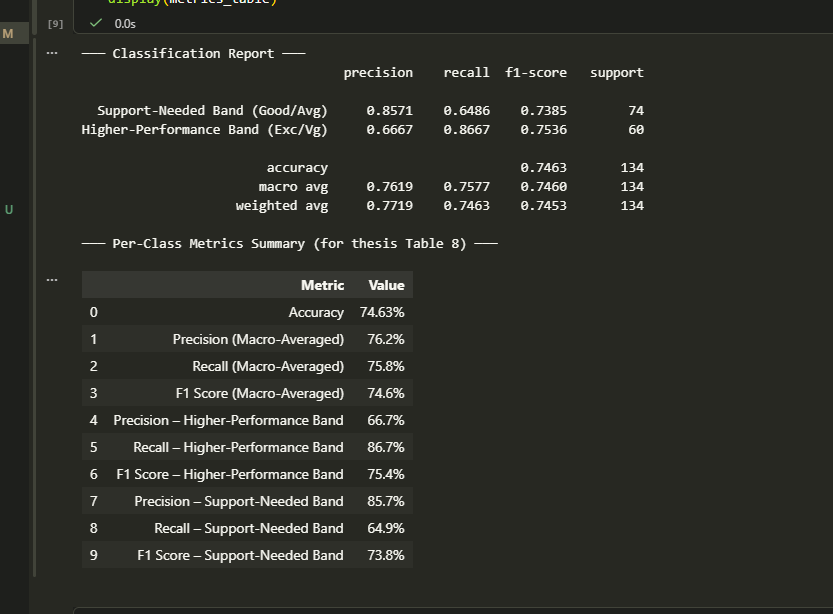 display(metrics_table)
[9] ✓ 0.0s
M
... ─── Classification Report ───
precision recall f1-score support
Support-Needed Band (Good/Avg) 0.8571 0.6486 0.7385 74
Higher-Performance Band (Exc/Vg) 0.6667 0.8667 0.7536 60
accuracy 0.7463 134
macro avg 0.7619 0.7577 0.7460 134
weighted avg 0.7719 0.7463 0.7453 134
U
─── Per-Class Metrics Summary (for thesis Table 8) ───
...
Metric Value
0 Accuracy 74.63%
1 Precision (Macro-Averaged) 76.2%
2 Recall (Macro-Averaged) 75.8%
3 F1 Score (Macro-Averaged) 74.6%
4 Precision – Higher-Performance Band 66.7%
5 Recall – Higher-Performance Band 86.7%
6 F1 Score – Higher-Performance Band 75.4%
7 Precision – Support-Needed Band 85.7%
8 Recall – Support-Needed Band 64.9%
9 F1 Score – Support-Needed Band 73.8%